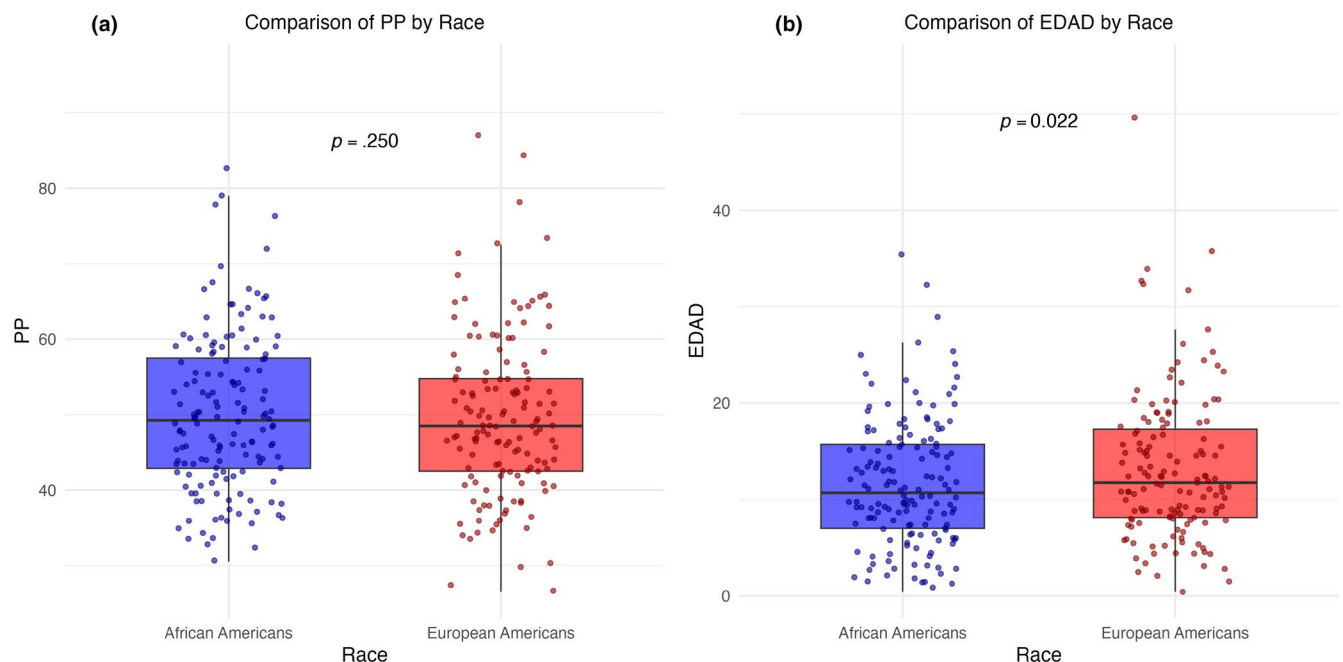 (a)
Comparison of PP by Race
p = .250
80
60
40
PP
African Americans
European Americans
Race
(b)
Comparison of EDAD by Race
p = 0.022
40
20
0
EDAD
African Americans
European Americans
Race